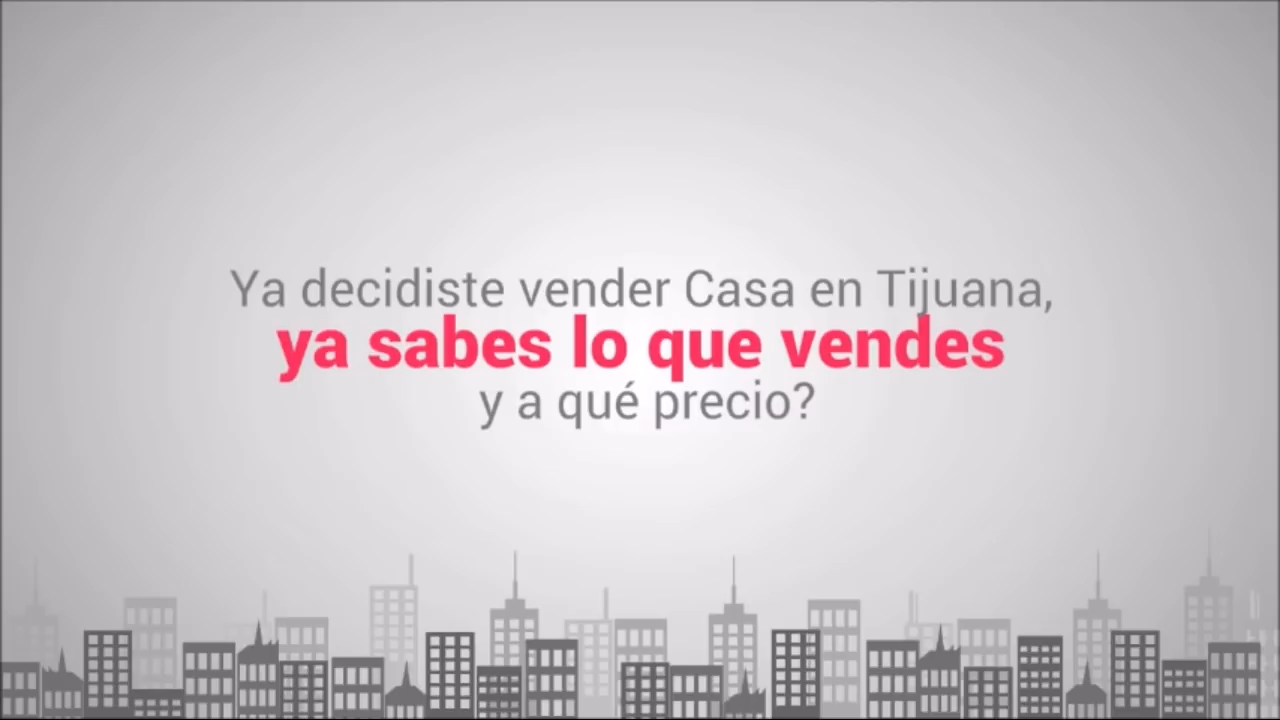 Ya decidiste vender Casa en Tijuana,
ya sabes lo que vendes
y a qué precio?